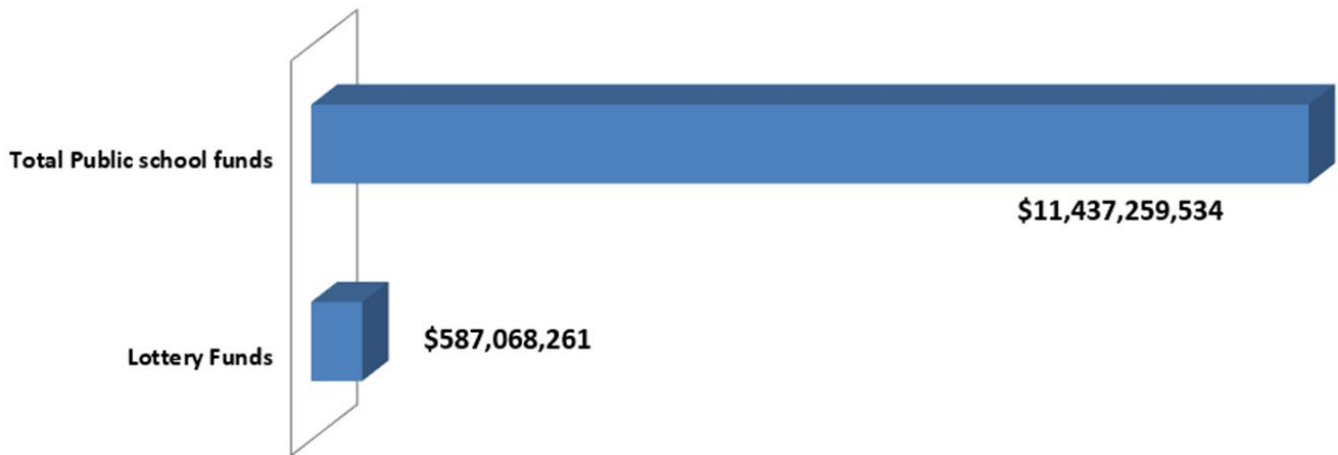 Total Public school funds
$11,437,259,534
Lottery Funds
$587,068,261